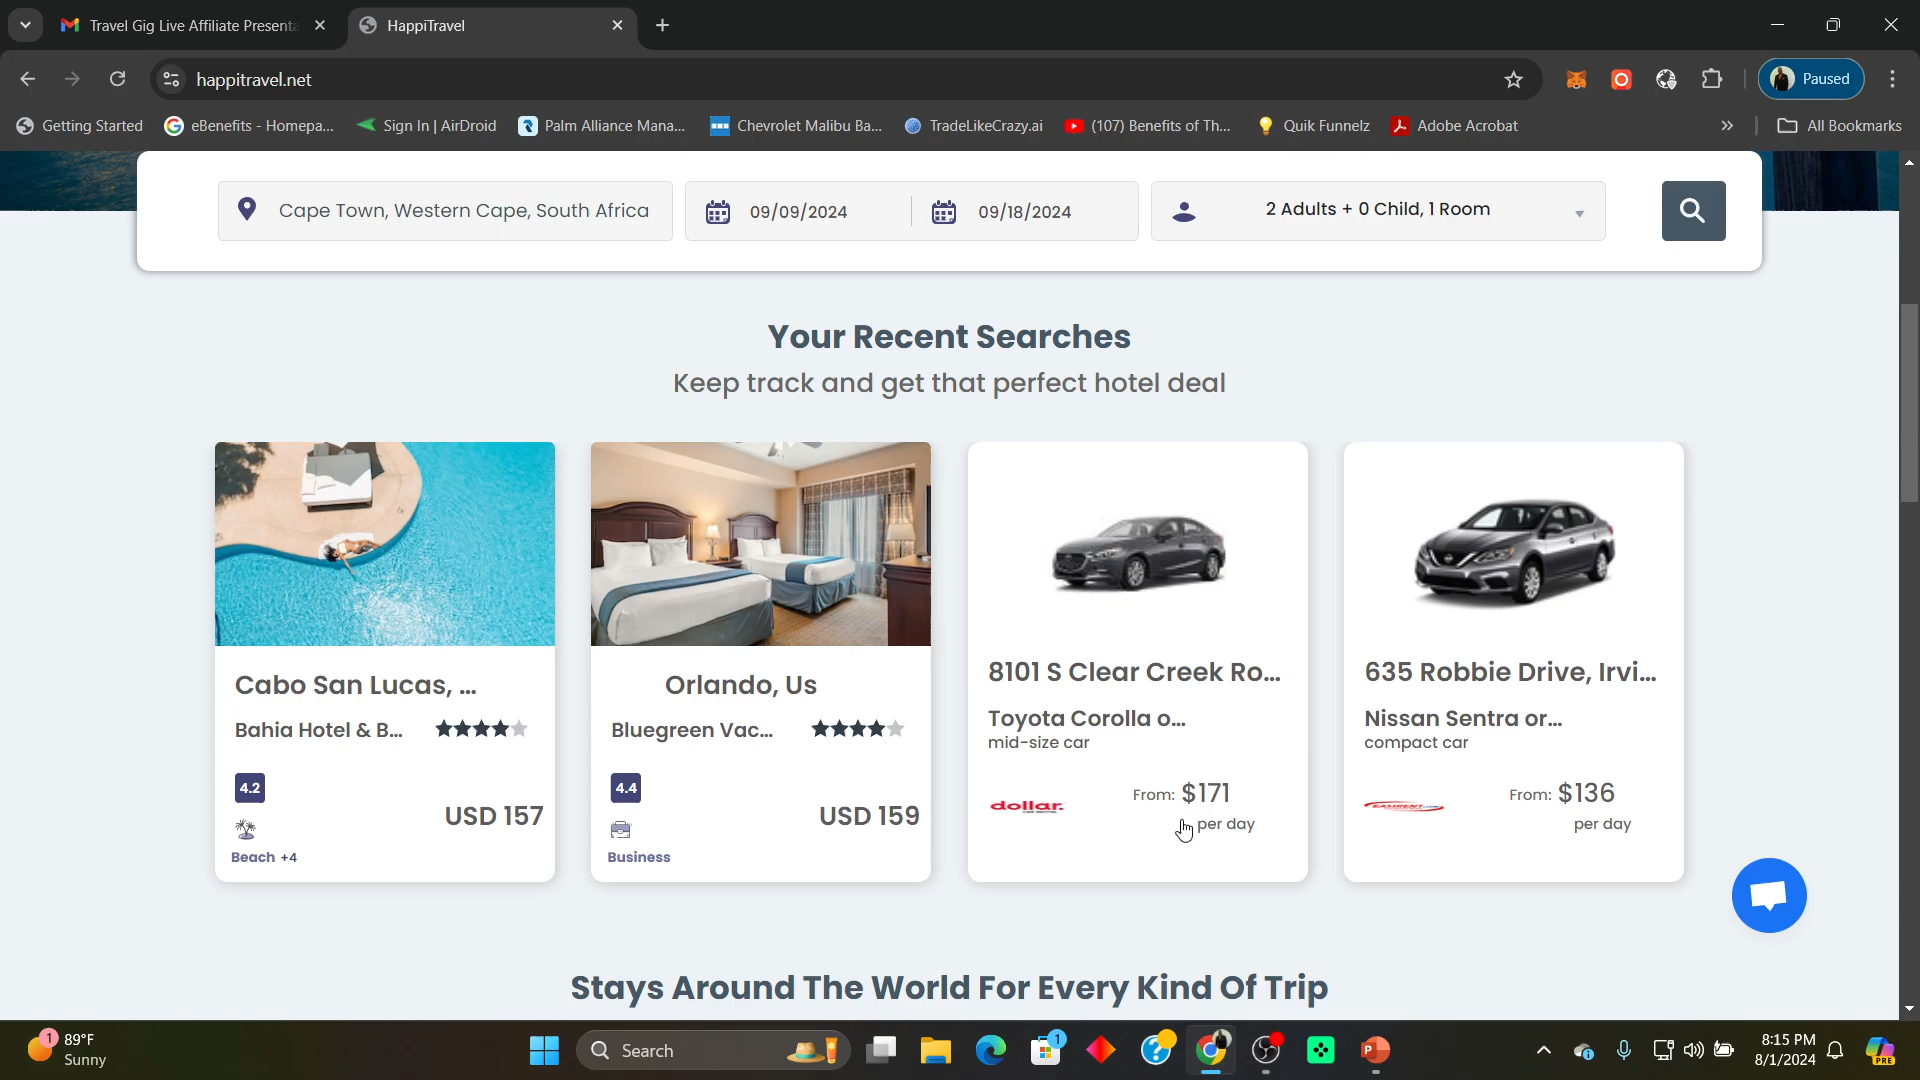 Travel Gig Live Affiliate Presenta
HappiTravel
happitravel.net
Paused
Getting Started
eBenefits - Homepa...
Sign In | AirDroid
Palm Alliance Mana...
Chevrolet Malibu Ba...
TradeLikeCrazy.ai
(107) Benefits of Th...
Quik Funnelz
Adobe Acrobat
All Bookmarks
Cape Town, Western Cape, South Africa
09/09/2024
09/18/2024
2 Adults + 0 Child, 1 Room
Your Recent Searches
Keep track and get that perfect hotel deal
Cabo San Lucas, ...
Bahia Hotel & B...
4.2
USD 157
Beach +4
Orlando, Us
Bluegreen Vac...
4.4
USD 159
Business
8101 S Clear Creek Ro...
Toyota Corolla o...
mid-size car
dollar.
From: $171
per day
635 Robbie Drive, Irvi...
Nissan Sentra or...
compact car
From: $136
per day
Stays Around The World For Every Kind Of Trip
1
89°F
Sunny
Search
1
8:15 PM
8/1/2024
PRE